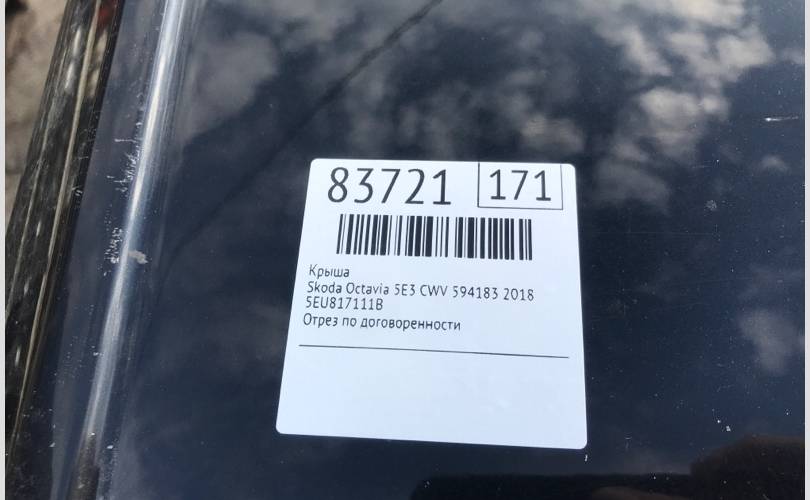 83721 171
Крыша
Skoda Octavia 5E3 CWV 594183 2018
5EU817111B
Отрез по договоренности